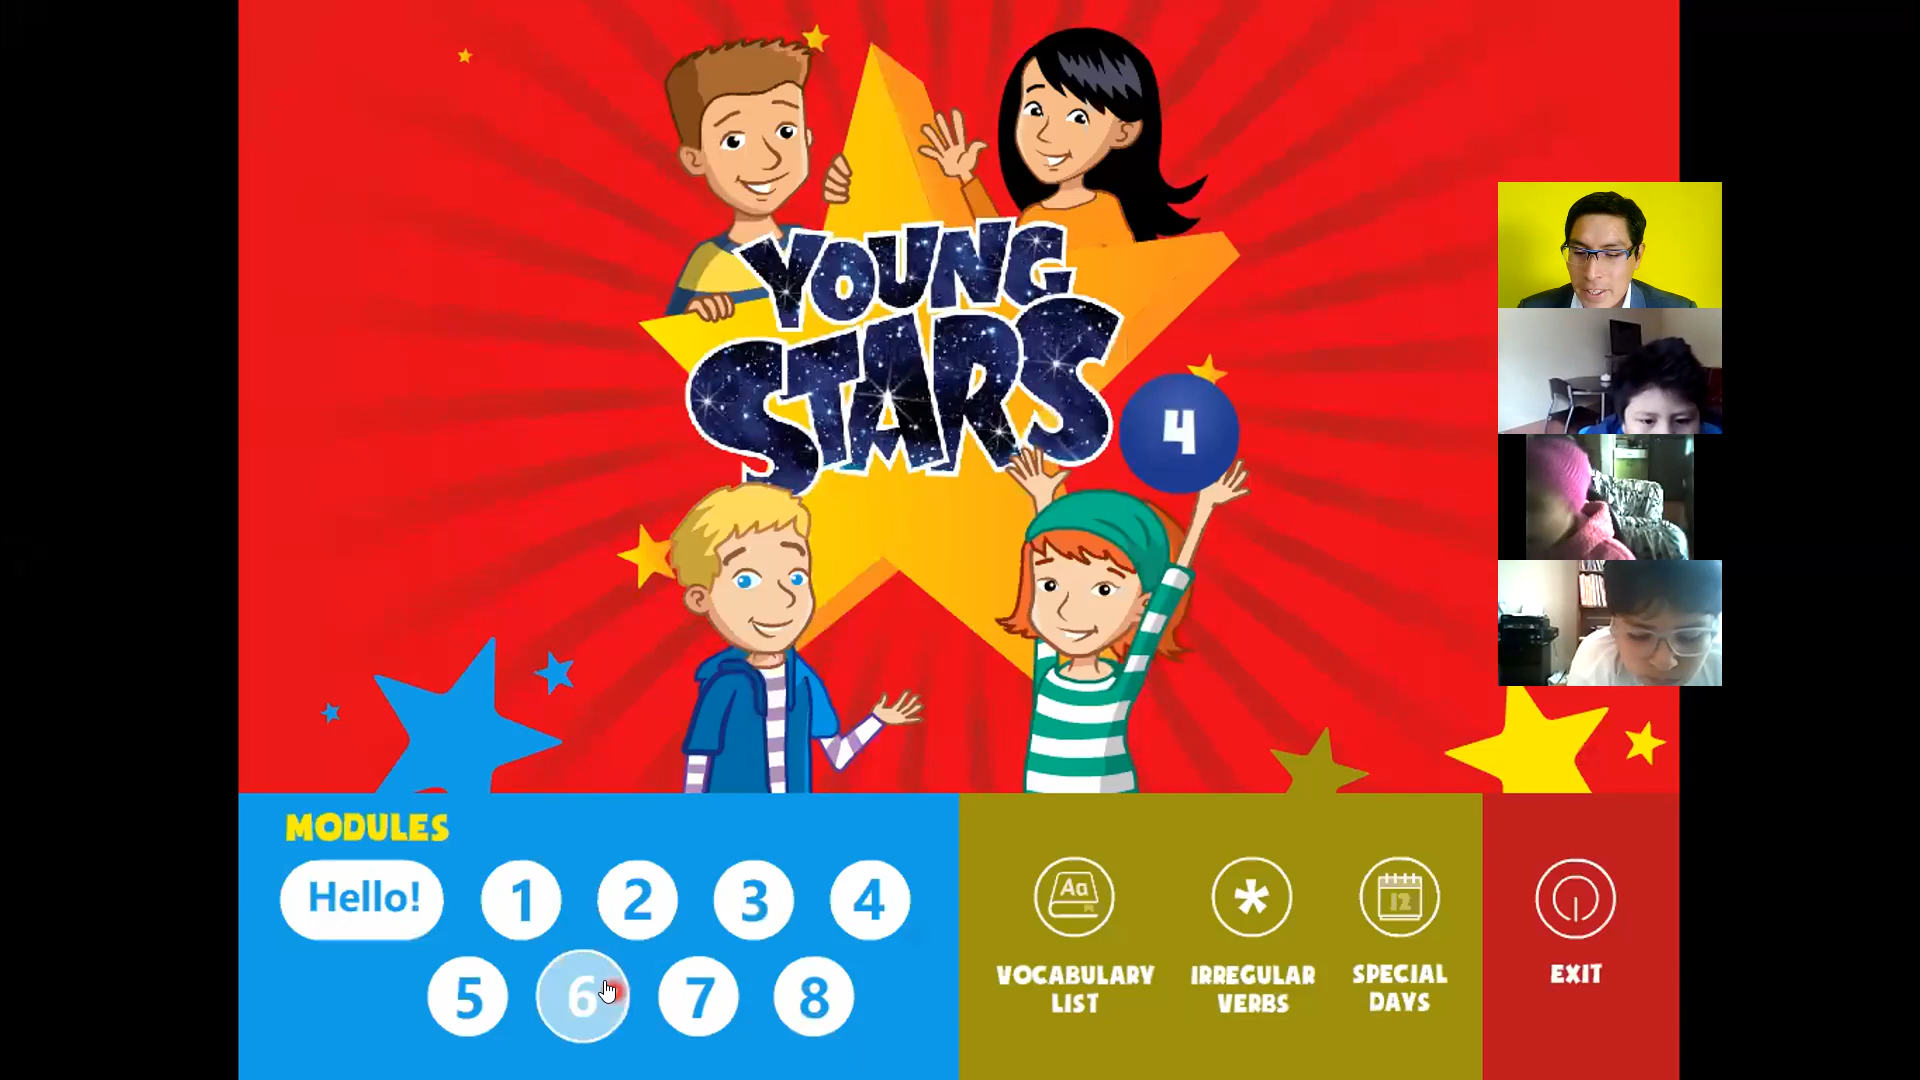 YOUNG
STARS
4
MODULES
Hello! 1 2 3 4
5 6 7 8
Aa
12
VOCABULARY
LIST
IRREGULAR
VERBS
SPECIAL
DAYS
EXIT